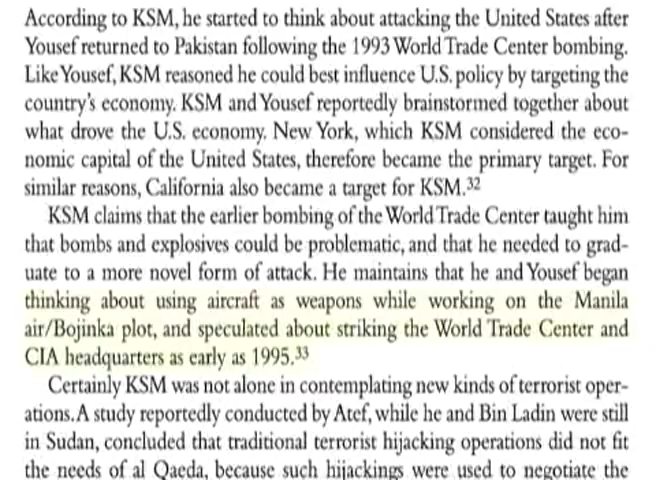 According to KSM, he started to think about attacking the United States after
Yousef returned to Pakistan following the 1993 World Trade Center bombing.
Like Yousef, KSM reasoned he could best influence U.S. policy by targeting the
country's economy. KSM and Yousef reportedly brainstormed together about
what drove the U.S. economy. New York, which KSM considered the eco-
nomic capital of the United States, therefore became the primary target. For
similar reasons, California also became a target for KSM.32
KSM claims that the earlier bombing of the World Trade Center taught him
that bombs and explosives could be problematic, and that he needed to grad-
uate to a more novel form of attack. He maintains that he and Yousef began
thinking about using aircraft as weapons while working on the Manila
air/Bojinka plot, and speculated about striking the World Trade Center and
CIA headquarters as early as 1995.33
Certainly KSM was not alone in contemplating new kinds of terrorist oper-
ations. A study reportedly conducted by Atef, while he and Bin Ladin were still
in Sudan, concluded that traditional terrorist hijacking operations did not fit
the needs of al Qaeda, because such hijackings were used to negotiate the